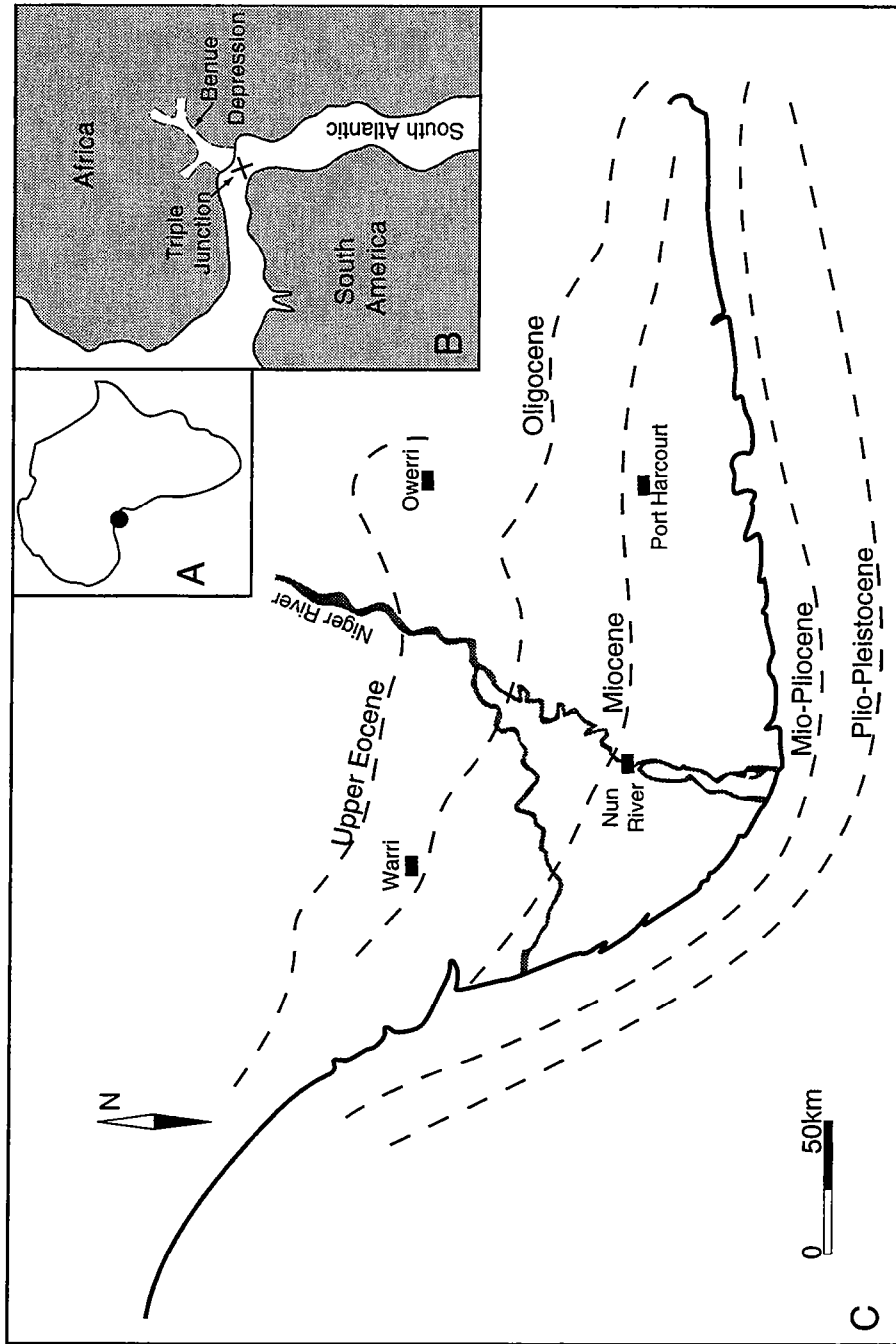 A
Africa
Benue
Depression
Triple
Junction
South Atlantic
South
America
B
N
Niger River
Upper Eocene
Owerri
Warri
Oligocene
Miocene
Port Harcourt
Nun
River
Mio-Pliocene
Plio-Pleistocene
0
50km
C